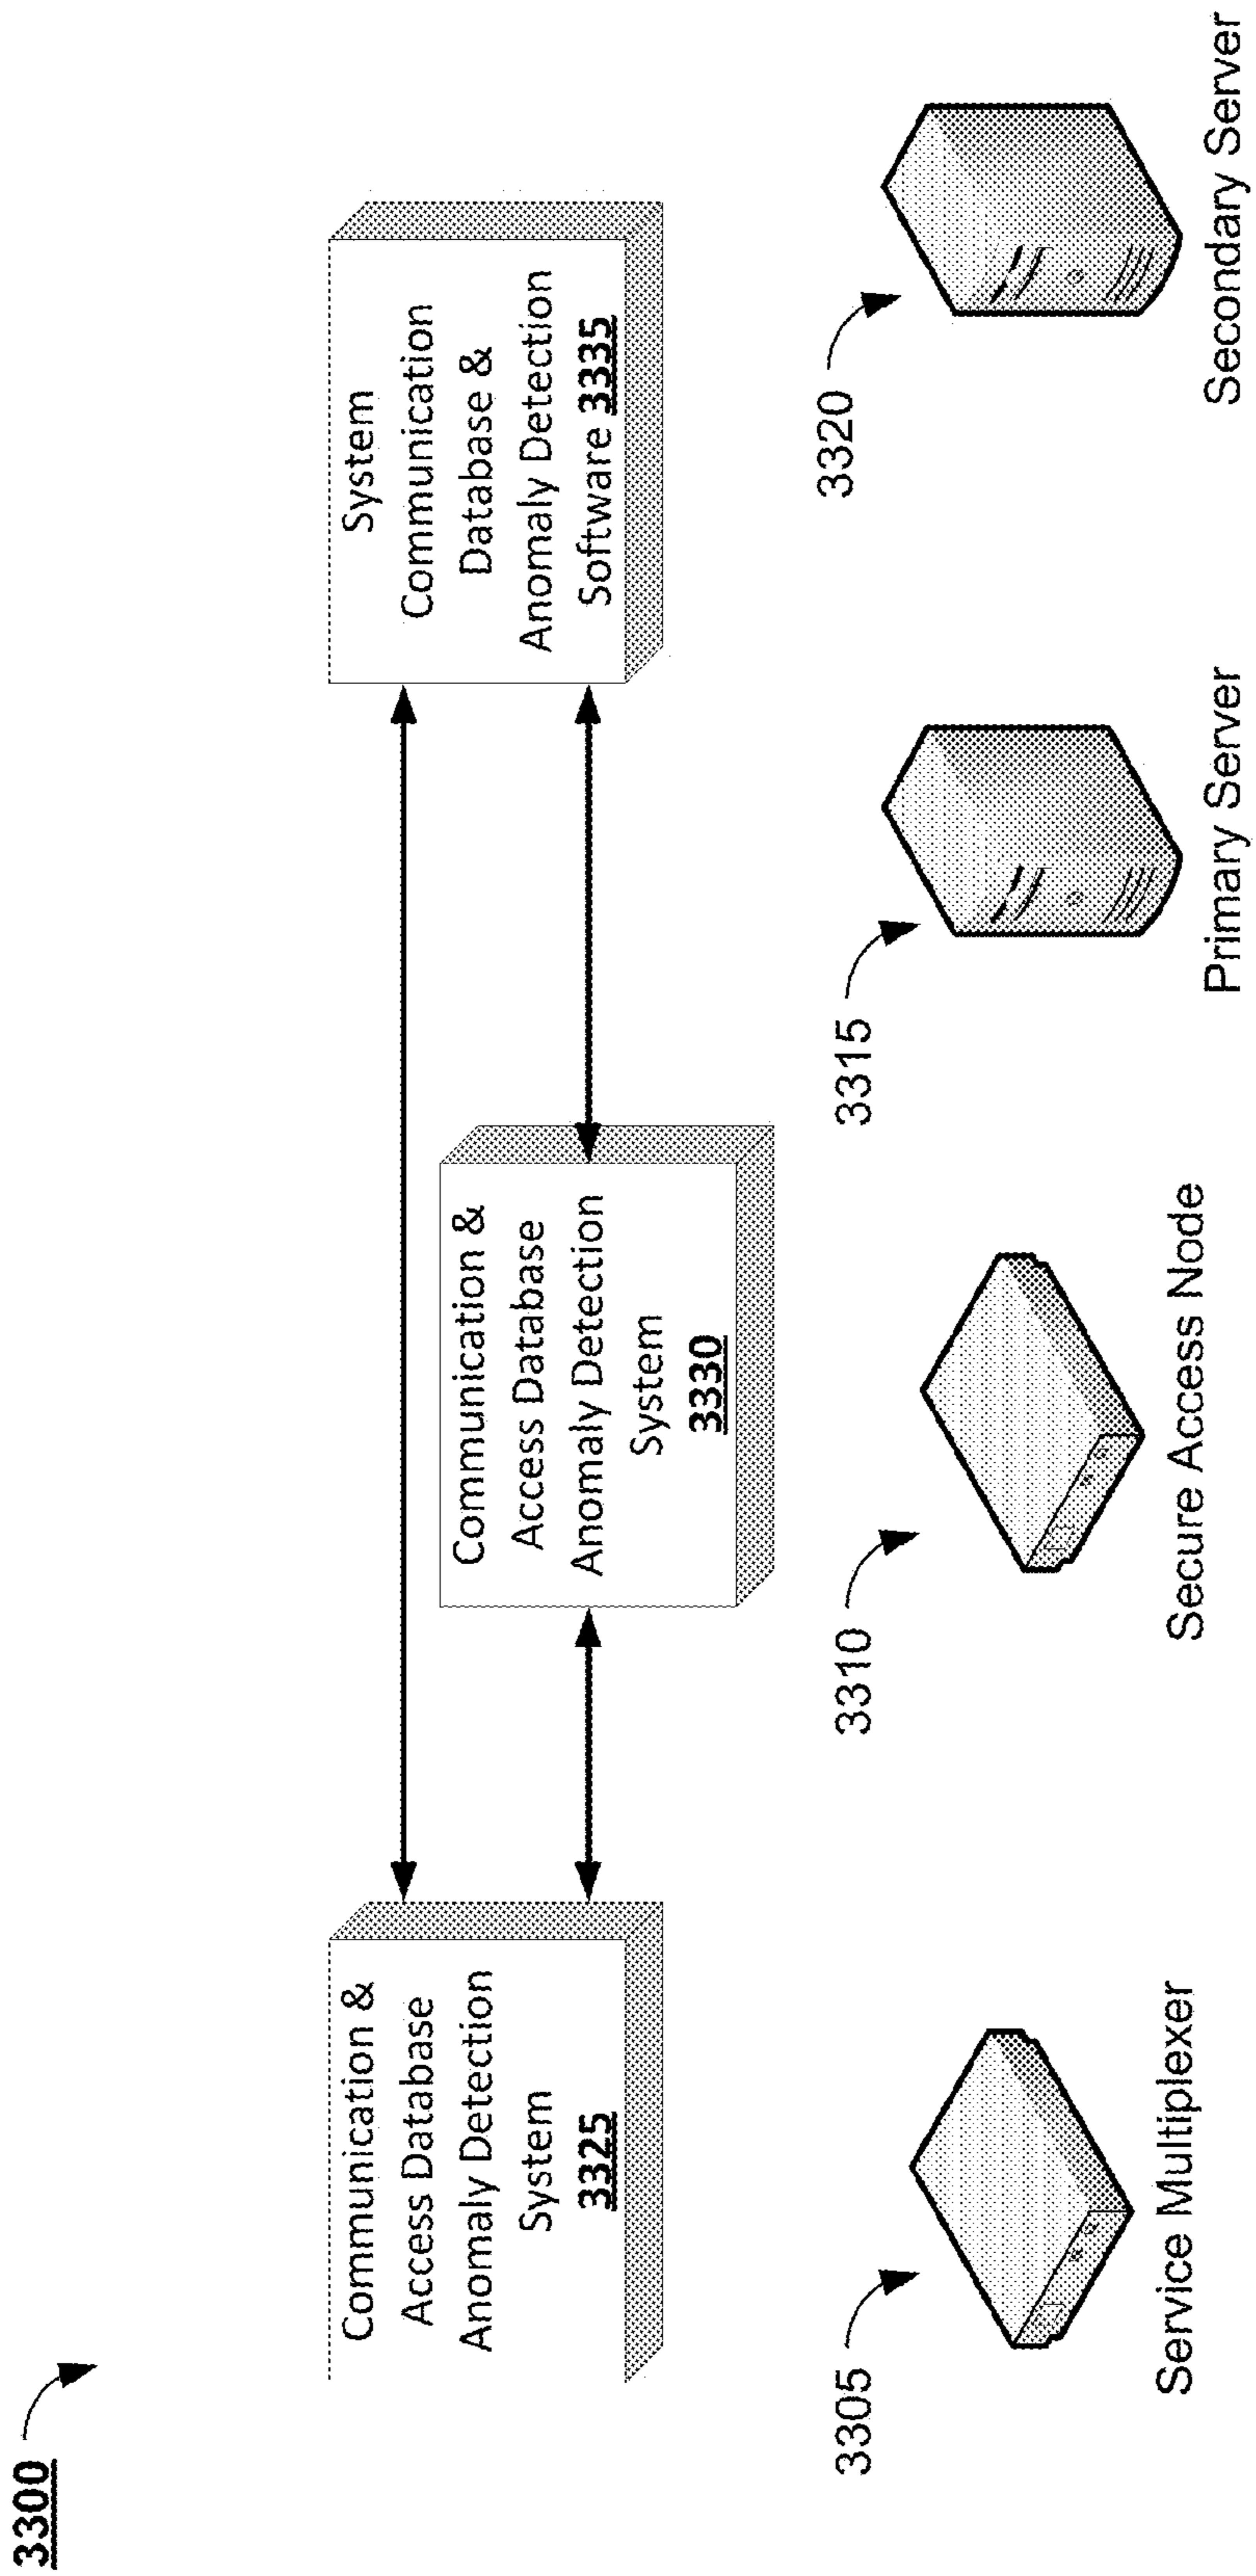 3300
Communication &
Access Database
Anomaly Detection
System
3325
Communication &
Access Database
Anomaly Detection
System
3330
System
Communication
Database &
Anomaly Detection
Software 3335
3305
Service Multiplexer
3310
Secure Access Node
3315
Primary Server
3320
Secondary Server